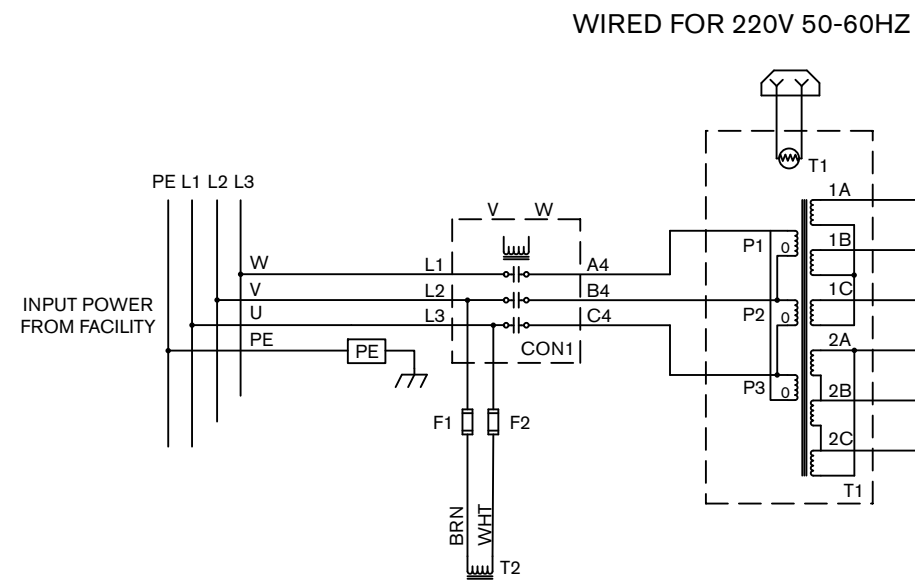 WIRED FOR 220V 50-60HZ
T1
PE L1 L2 L3
V W
1A
P1 0
1B
W L1 A4
INPUT POWER
FROM FACILITY
V L2 B4
1C
U L3 C4
P2 0
PE PE CON1
2A
P3 0
2B
F1 F2
2C
T1
BRN WHT
T2